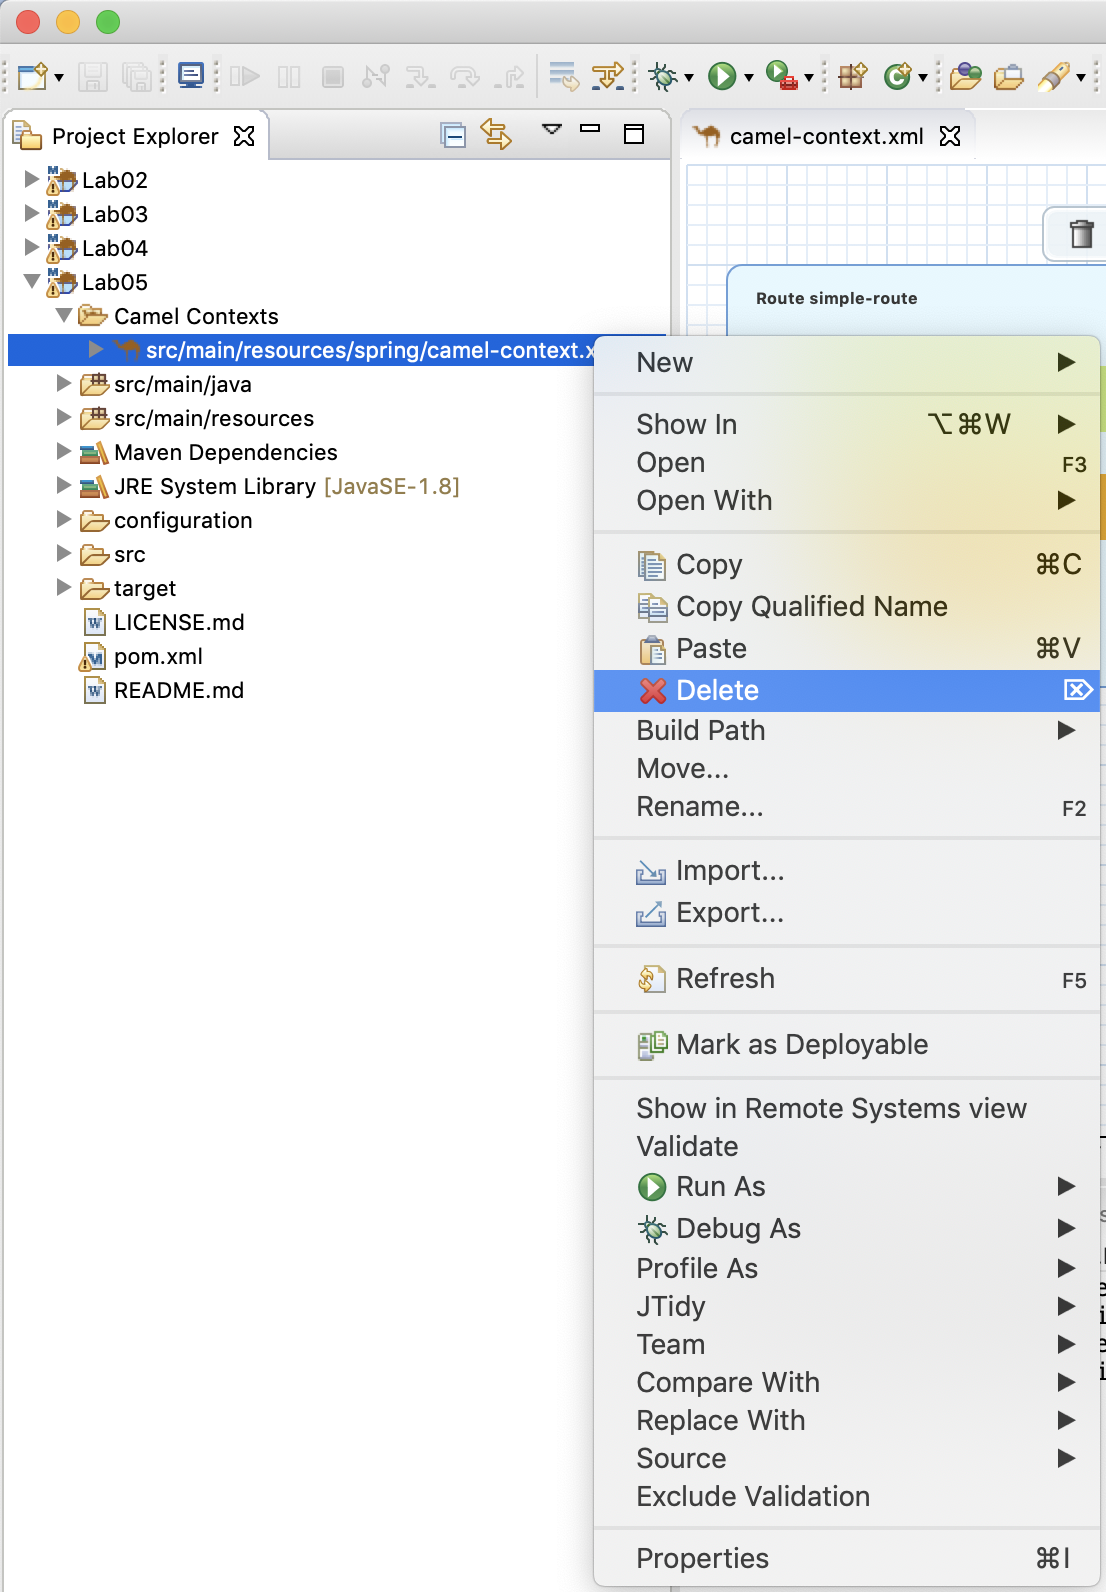 Project Explorer
camel-context.xml
Lab02
Lab03
Lab04
Lab05
Camel Contexts
src/main/resources/spring/camel-context.x
src/main/java
src/main/resources
Maven Dependencies
JRE System Library [JavaSE-1.8]
configuration
src
target
LICENSE.md
pom.xml
README.md
Route simple-route
New
Show In ⌥⌘W
Open F3
Open With
Copy ⌘C
Copy Qualified Name
Paste ⌘V
Delete ⌦
Build Path
Move...
Rename... F2
Import...
Export...
Refresh F5
Mark as Deployable
Show in Remote Systems view
Validate
Run As
Debug As
Profile As
JTidy
Team
Compare With
Replace With
Source
Exclude Validation
Properties ⌘I